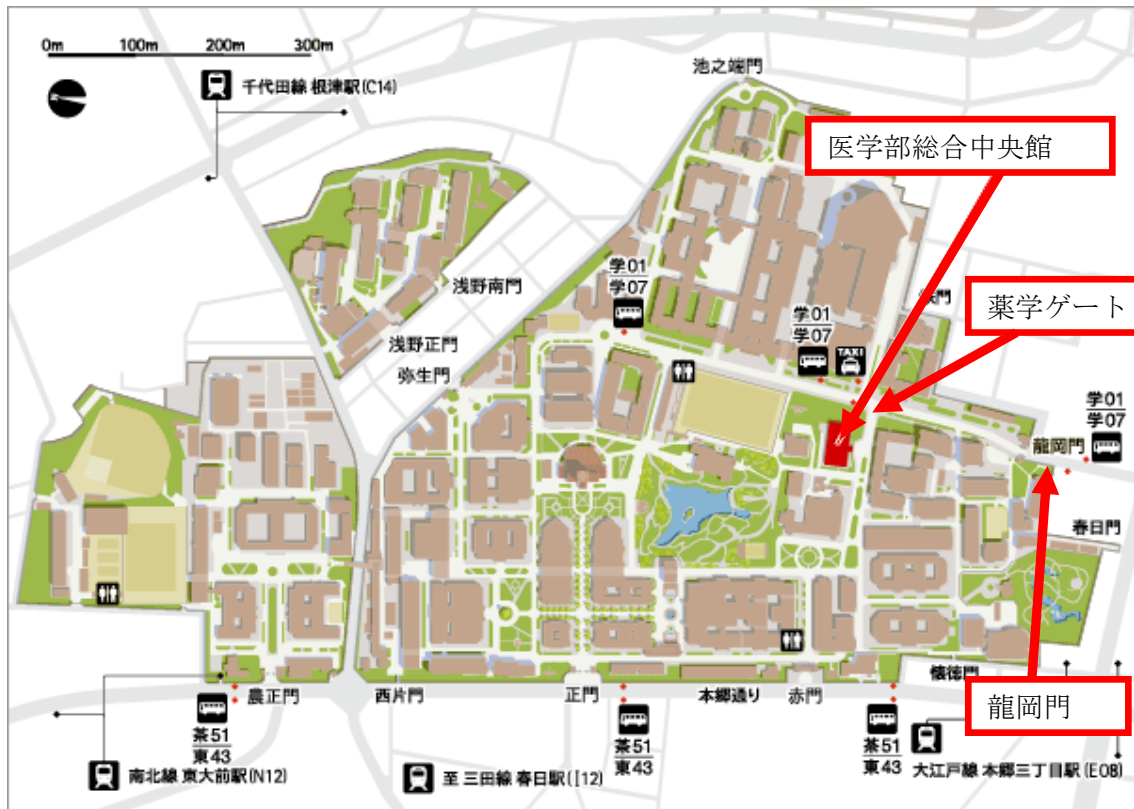 0m 100m 200m 300m
千代田線 根津駅(C14)
池之端門
医学部総合中央館
浅野南門
学01
学07
学01
学07
TAXI
薬学ゲート
浅野正門
弥生門
学01
学07
龍岡門
春日門
懐徳門
農正門
西片門
正門
本郷通り
赤門
龍岡門
茶51
東43
茶51
東43
茶51
東43
南北線 東大前駅(N12)
至 三田線 春日駅(I12)
大江戸線 本郷三丁目駅(E08)